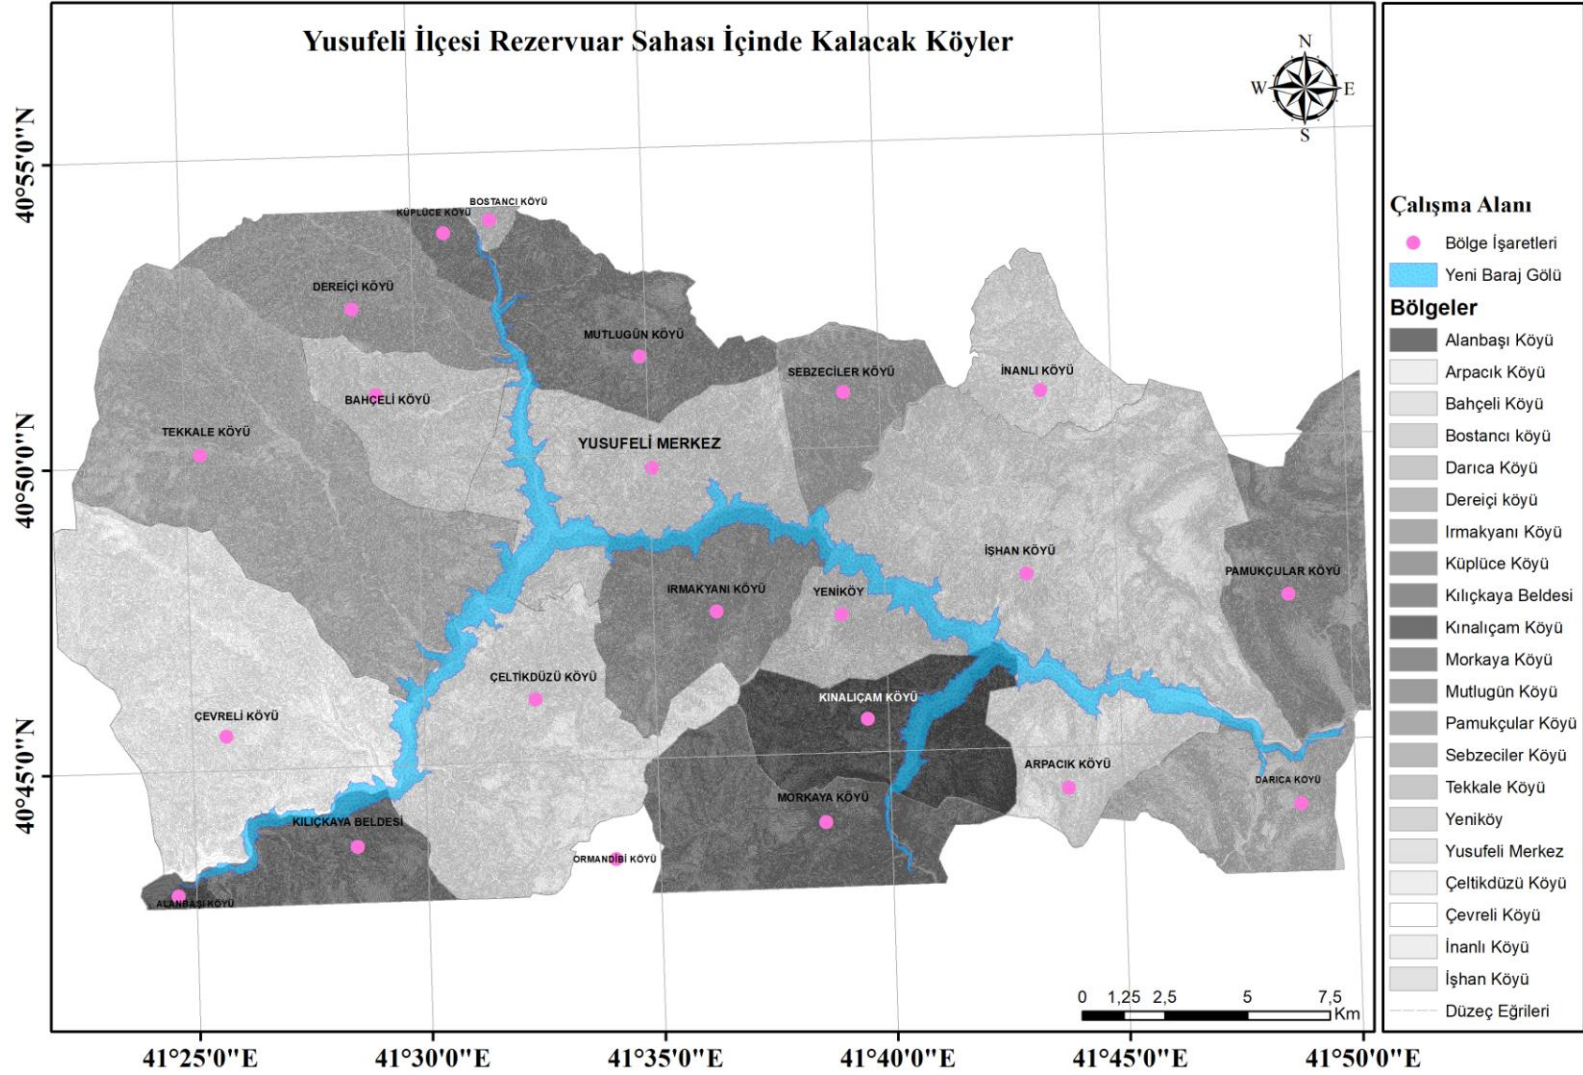 Yusufeli İlçesi Rezervuar Sahası İçinde Kalacak Köyler
N
W E
S
40°55'0"N
40°50'0"N
40°45'0"N
BOSTANCI KÖYÜ
KÜPLÜCE KÖYÜ
DEREİÇİ KÖYÜ
MUTLUGÜN KÖYÜ
SEBZECİLER KÖYÜ
İNANLI KÖYÜ
BAHÇELİ KÖYÜ
TEKKALE KÖYÜ
YUSUFELİ MERKEZ
İŞHAN KÖYÜ
PAMUKÇULAR KÖYÜ
IRMAKYANI KÖYÜ
YENİKÖY
ÇELTİKDÜZÜ KÖYÜ
KINALIÇAM KÖYÜ
ÇEVRELİ KÖYÜ
ARPACIK KÖYÜ
DARICA KÖYÜ
MORKAYA KÖYÜ
KILIÇKAYA BELDESİ
ORMANDİBİ KÖYÜ
ALANBAŞI KÖYÜ
0 1,25 2,5 5 7,5
Km
41°25'0"E 41°30'0"E 41°35'0"E 41°40'0"E 41°45'0"E 41°50'0"E
Çalışma Alanı
Bölge İşaretleri
Yeni Baraj Gölü
Bölgeler
Alanbaşı Köyü
Arpacık Köyü
Bahçeli Köyü
Bostancı köyü
Darıca Köyü
Dereiçi köyü
Irmakyanı Köyü
Küplüce Köyü
Kılıçkaya Beldesi
Kınalıçam Köyü
Morkaya Köyü
Mutlugün Köyü
Pamukçular Köyü
Sebzeciler Köyü
Tekkale Köyü
Yeniköy
Yusufeli Merkez
Çeltikdüzü Köyü
Çevreli Köyü
İnanlı Köyü
İşhan Köyü
Düzeç Eğrileri